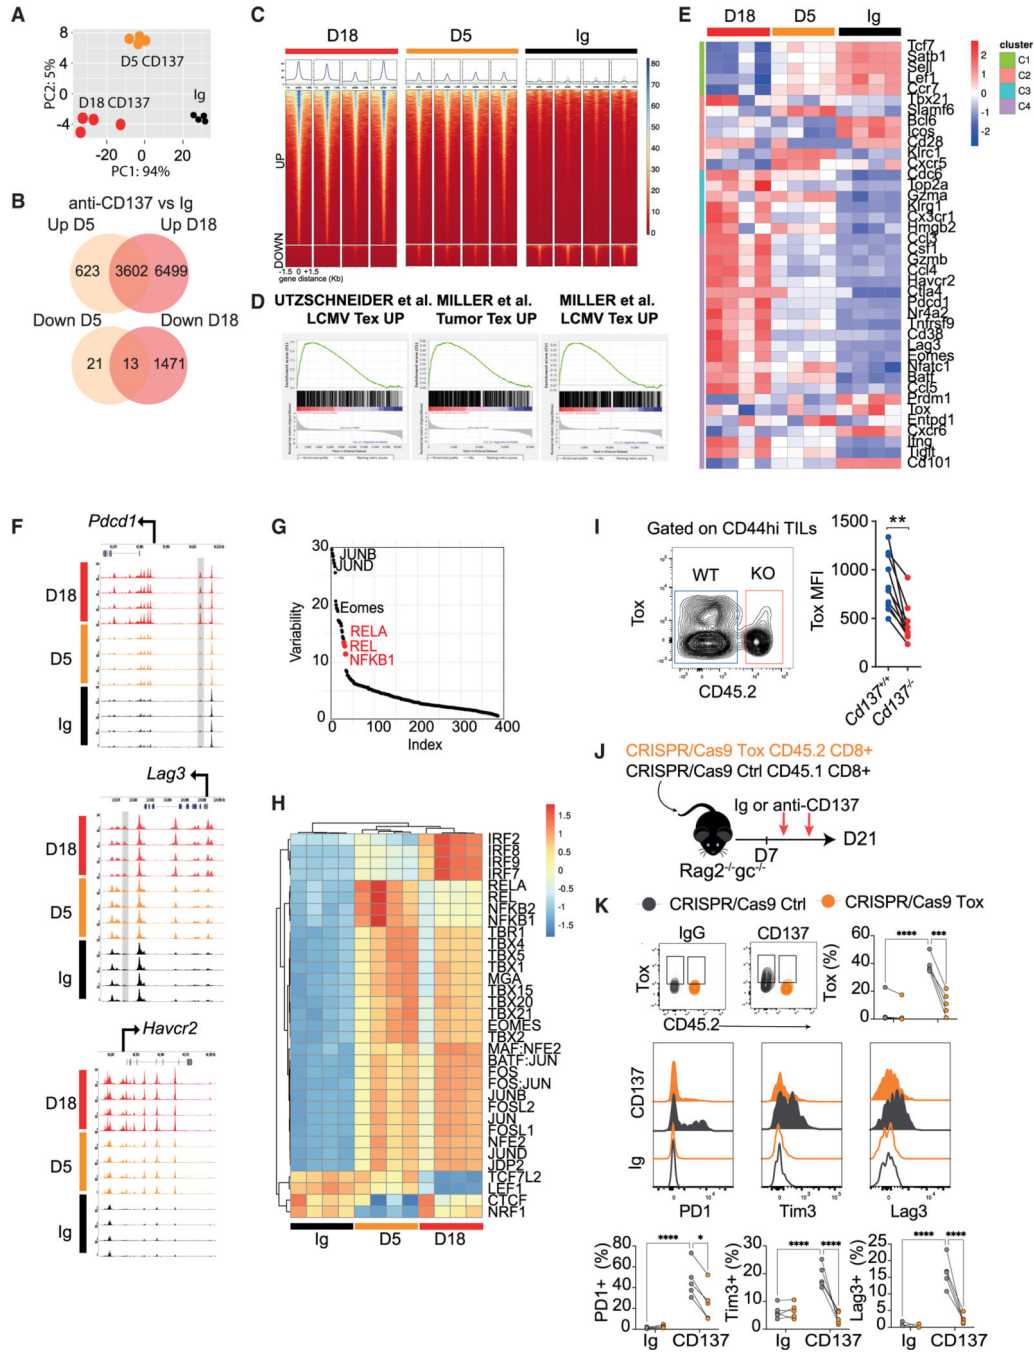 A
8
4
0
-4
PC2: 5%
D5 CD137
D18 CD137
Ig
-20
0
20
PC1: 94%
B
anti-CD137 vs Ig
Up D5
Up D18
623
3602
6499
Down D5
Down D18
21
13
1471
C
D18
D5
Ig
UP
DOWN
-1.5 0 +1.5
gene distance (Kb)
80
70
60
50
40
30
20
10
0
D
UTZSCHNEIDER et al.
LCMV Tex UP
MILLER et al.
Tumor Tex UP
MILLER et al.
LCMV Tex UP
E
D18
D5
Ig
Tcf7
Satb1
Sell
Lef1
Ccr7
Tbx21
Slamf6
Bcl6
Icos
Cd28
Klrc1
Cxcr5
Cdc6
Top2a
Gzma
Klrg1
Cx3cr1
Hmgb2
Ccl3
Csf1
Gzmb
Ccl4
Havcr2
Ctla4
Pdcd1
Nr4a2
Tnfrsf9
Cd38
Lag3
Eomes
Nfatc1
Batf
Ccl5
Prdm1
Tox
Entpd1
Cxcr6
Ifng
Tigit
Cd101
2
1
0
-1
-2
cluster
C1
C2
C3
C4
F
Pdcd1
D18
D5
Ig
Lag3
D18
D5
Ig
Havcr2
D18
D5
Ig
G
30
20
10
0
Variability
JUNB
JUND
Eomes
RELA
REL
NFKB1
0
100
200
300
400
Index
H
IRF2
IRF8
IRF9
IRF7
RELA
REL
NFKB2
NFKB1
TBR1
TBX4
TBX5
TBX1
MGA
TBX15
TBX20
TBX21
EOMES
TBX2
MAF:NFE2
BATF:JUN
FOS
FOS:JUN
JUNB
FOSL2
JUN
FOSL1
NFE2
JUND
JDP2
TCF7L2
LEF1
CTCF
NRF1
1.5
1
0.5
0
-0.5
-1
-1.5
Ig
D5
D18
I
Gated on CD44hi TILs
WT
KO
Tox
CD45.2
1500
1000
500
0
Tox MFI
**
Cd137+/+
Cd137-/-
J
CRISPR/Cas9 Tox CD45.2 CD8+
CRISPR/Cas9 Ctrl CD45.1 CD8+
Ig or anti-CD137
D7
D21
Rag2-/-gc-/-
K
CRISPR/Cas9 Ctrl
CRISPR/Cas9 Tox
IgG
CD137
Tox
CD45.2
60
40
20
0
Tox (%)
****
***
CD137
Ig
PD1
Tim3
Lag3
PD1+ (%)
80
60
40
20
0
****
*
Ig
CD137
Tim3+ (%)
30
20
10
0
****
****
Ig
CD137
Lag3+ (%)
25
20
15
10
5
0
****
****
Ig
CD137